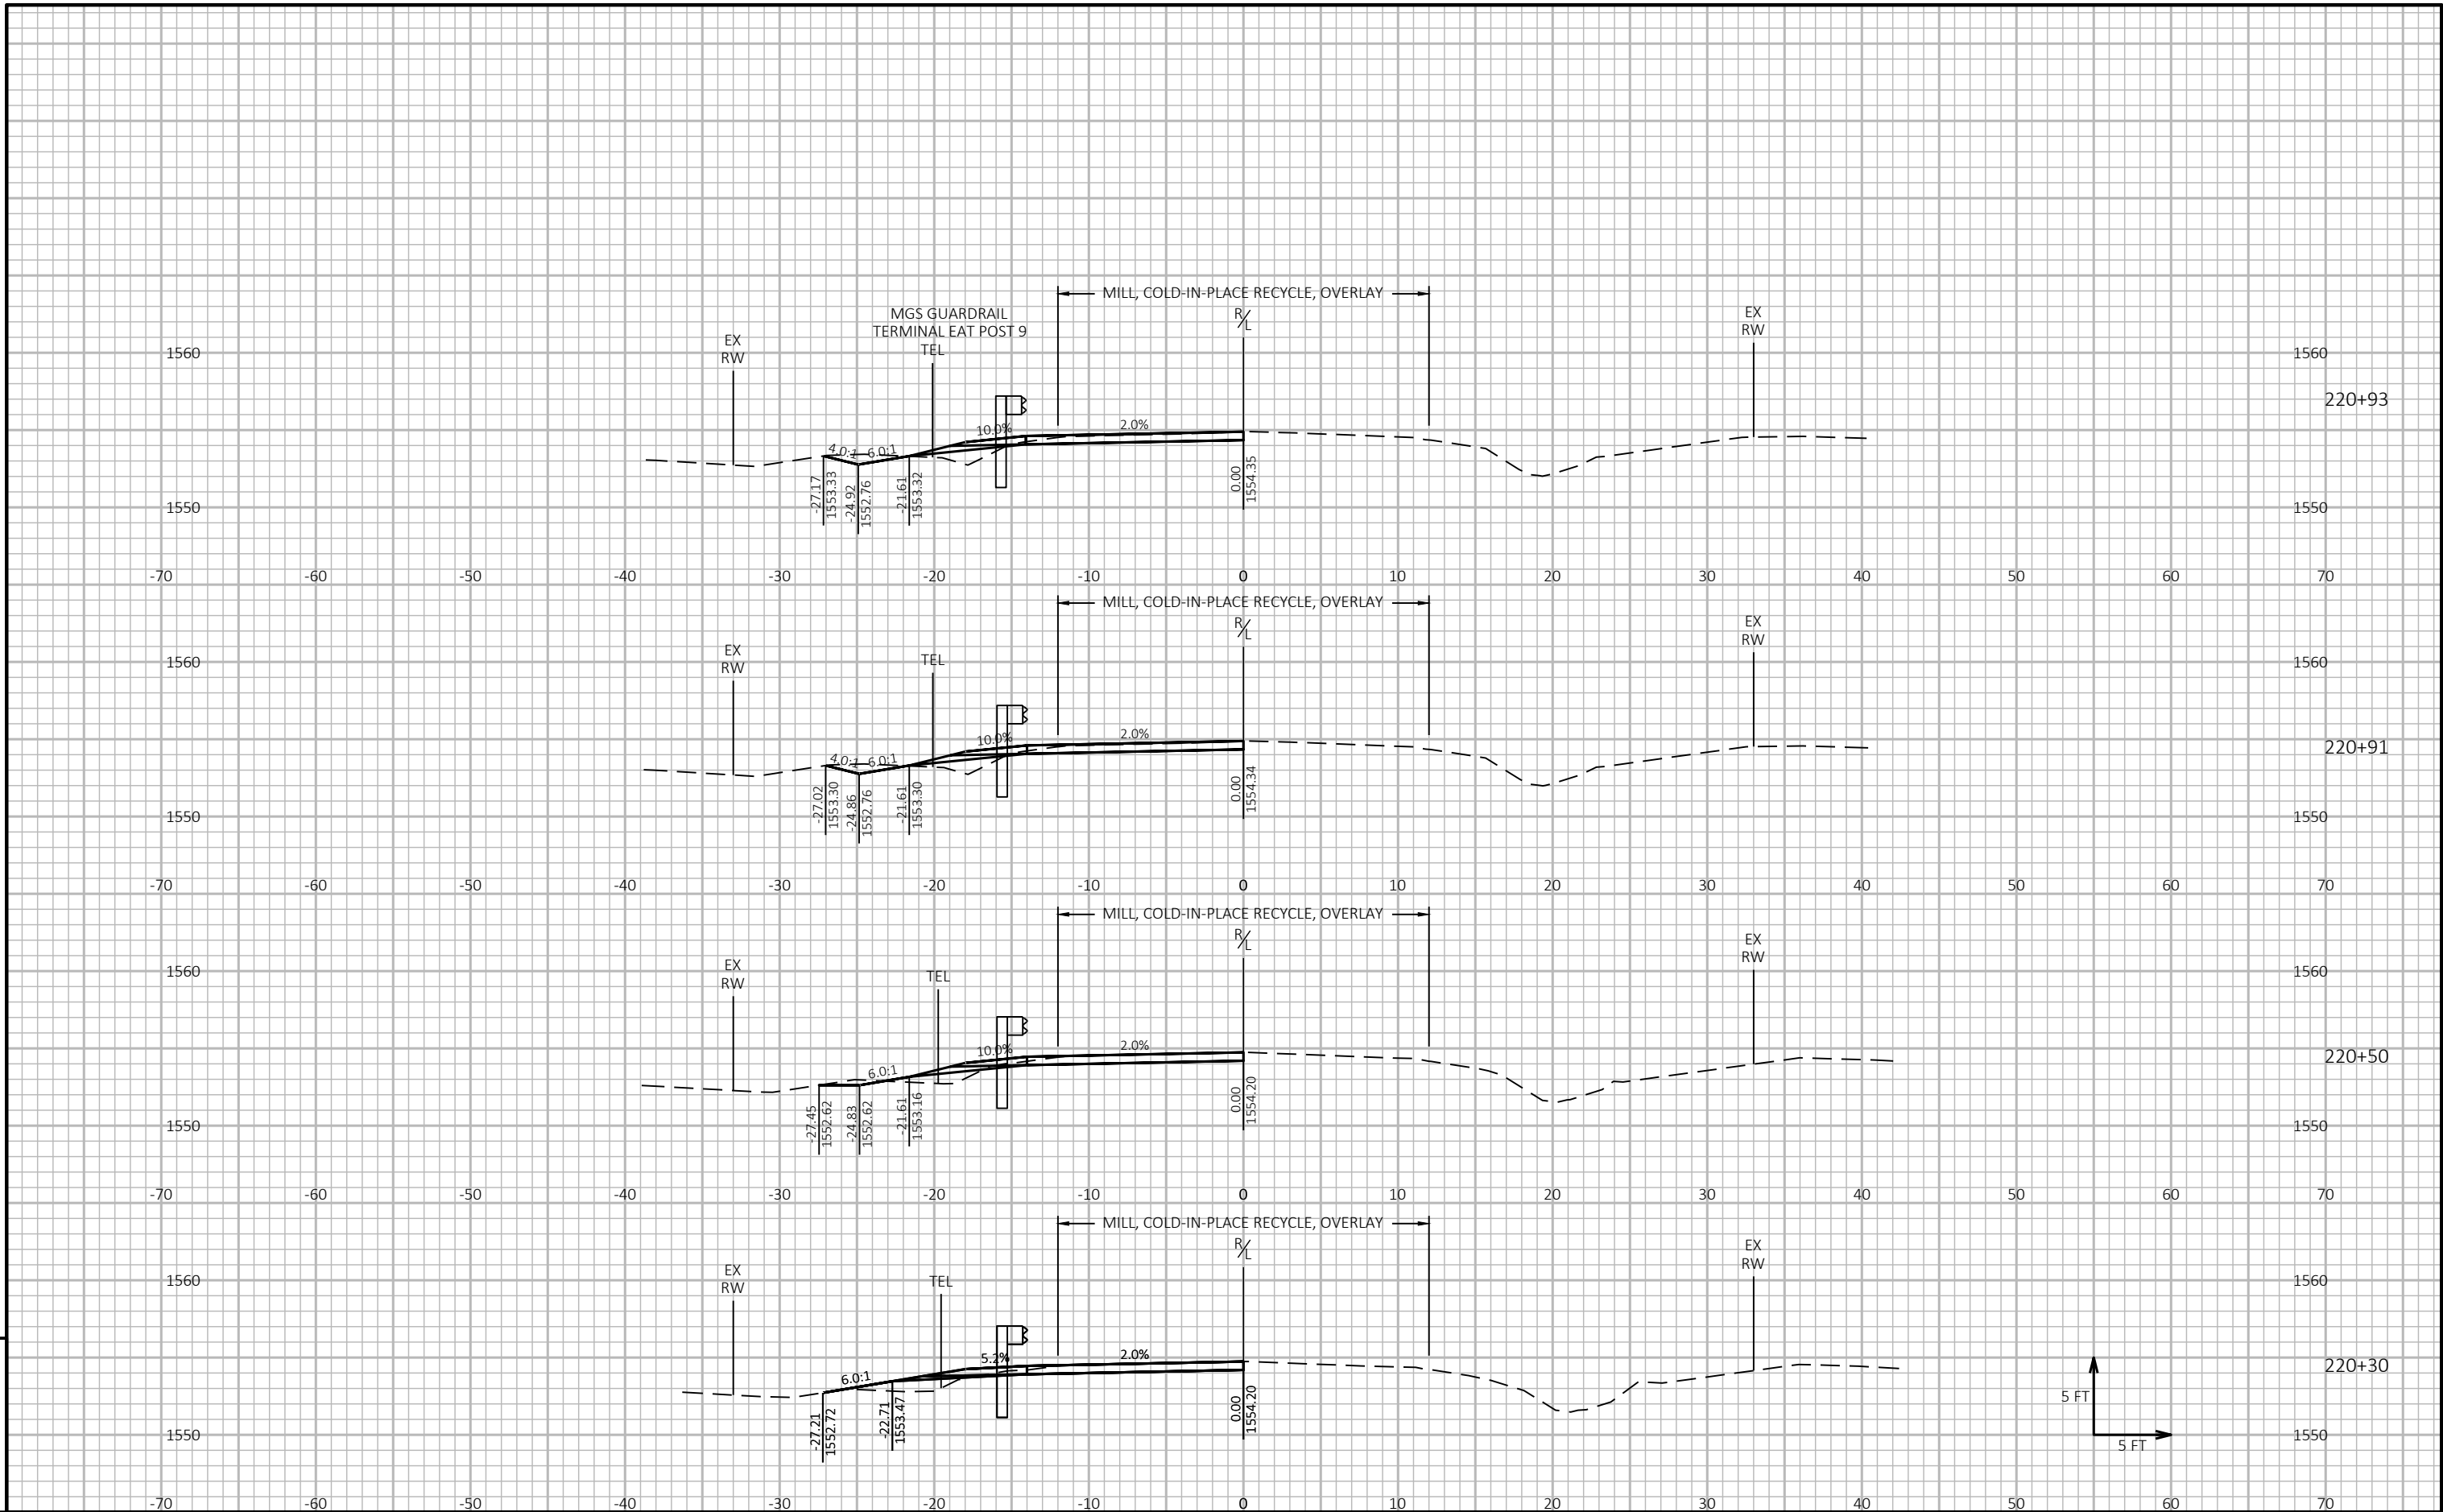 MILL, COLD-IN-PLACE RECYCLE, OVERLAY
MGS GUARDRAIL
TERMINAL EAT POST 9
TEL
R/L
EX
RW
EX
RW
1560
1560
220+93
4.0:1
6.0:1
10.0%
2.0%
-27.17
1553.33
-24.92
1552.76
-21.61
1553.32
0.00
1554.35
1550
1550
-70 -60 -50 -40 -30 -20 -10 0 10 20 30 40 50 60 70
MILL, COLD-IN-PLACE RECYCLE, OVERLAY
R/L
EX
RW
EX
RW
TEL
1560
1560
220+91
4.0:1
6.0:1
10.0%
2.0%
-27.02
1553.30
-24.86
1552.76
-21.61
1553.30
0.00
1554.34
1550
1550
-70 -60 -50 -40 -30 -20 -10 0 10 20 30 40 50 60 70
MILL, COLD-IN-PLACE RECYCLE, OVERLAY
R/L
EX
RW
EX
RW
TEL
1560
1560
220+50
6.0:1
10.0%
2.0%
-27.45
1552.62
-24.83
1552.62
-21.61
1553.16
0.00
1554.20
1550
1550
-70 -60 -50 -40 -30 -20 -10 0 10 20 30 40 50 60 70
MILL, COLD-IN-PLACE RECYCLE, OVERLAY
R/L
EX
RW
EX
RW
TEL
1560
1560
220+30
6.0:1
5.2%
2.0%
-27.21
1552.72
-22.71
1553.47
0.00
1554.20
5 FT
5 FT
1550
1550
-70 -60 -50 -40 -30 -20 -10 0 10 20 30 40 50 60 70